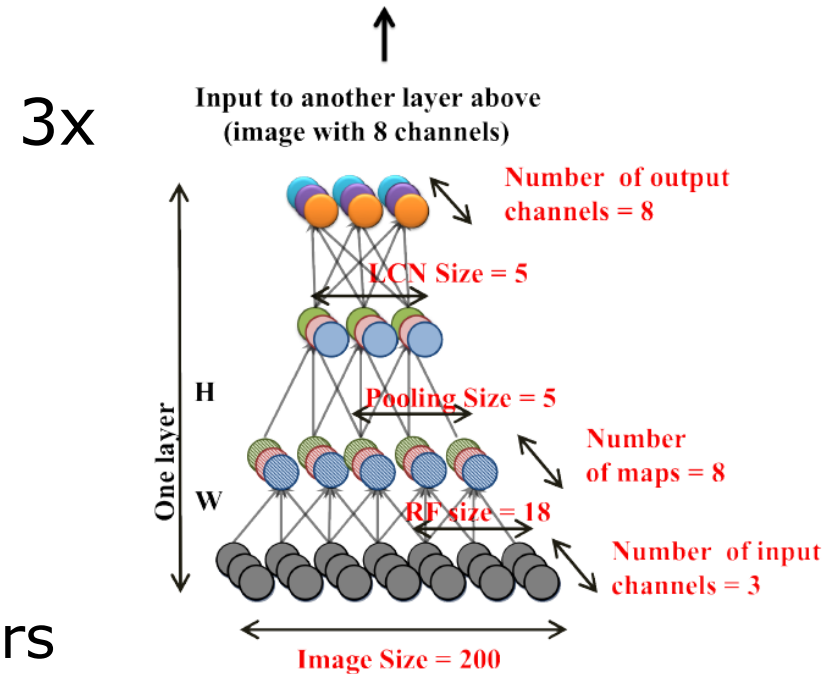 3x
Input to another layer above
(image with 8 channels)
Number of output
channels = 8
LCN Size = 5
H
Pooling Size = 5
One layer
Number
of maps = 8
W
RF size = 18
Number of input
channels = 3
rs
Image Size = 200